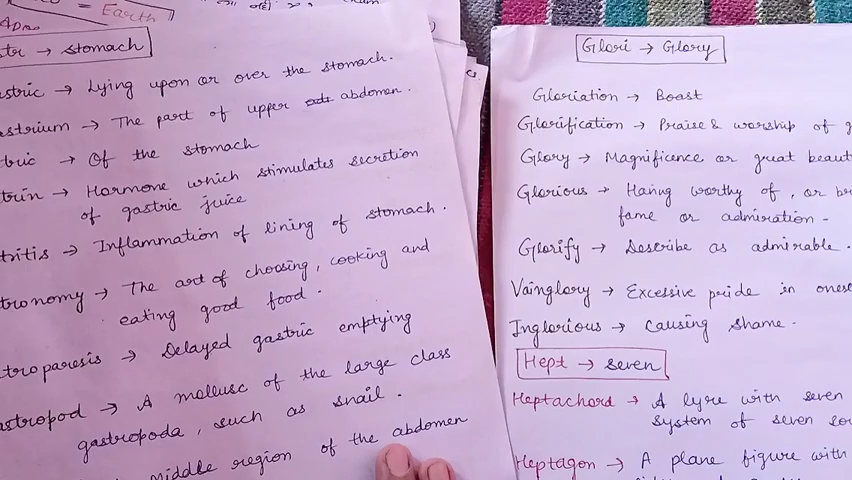 = Earth
str → stomach
astric → Lying upon or over the stomach.
astrium → The part of upper abdomen.
tric → Of the stomach
trin → Hormone which stimulates secretion
of gastric juice
tritis → Inflammation of lining of stomach.
tronomy → The art of choosing, cooking and
eating good food.
troparesis → Delayed gastric emptying
astropod → A mollusc of the large class
gastropoda, such as snail.
middle region of the abdomen
Glori → Glory
Gloriation → Boast
Glorification → Praise & worship of g
Glory → Magnificence or great beaut
Glorious → Having worthy of, or br
fame or admiration -
Glorify → Describe as admirable.
Vainglory → Excessive pride in ones
Inglorious → Causing shame.
Hept → seven
Heptachord → A lyre with seven
system of seven so
Heptagon → A plane figure with